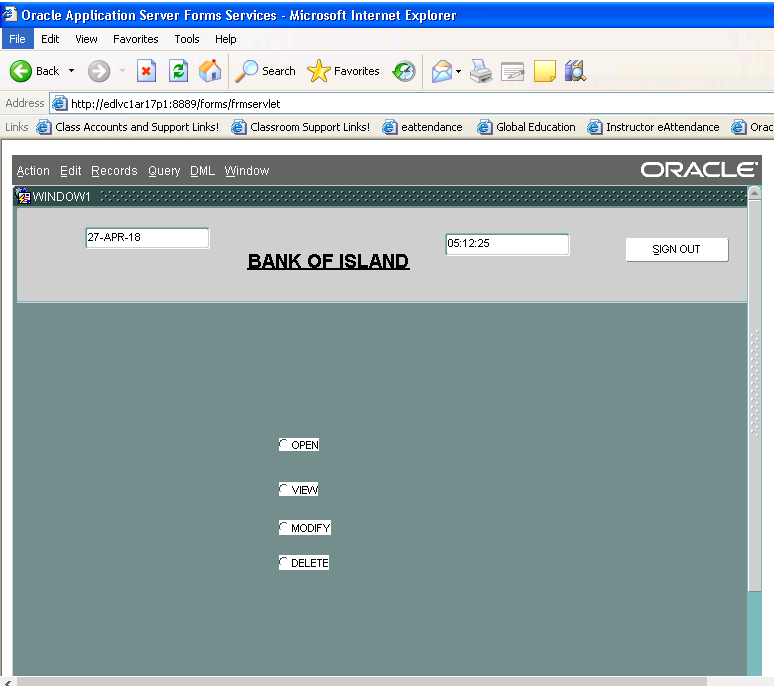 Oracle Application Server Forms Services - Microsoft Internet Explorer
File Edit View Favorites Tools Help
Back Search Favorites
Address http://edlvc1ar17p1:8889/forms/frmservlet
Links Class Accounts and Support Links! Classroom Support Links! eattendance Global Education Instructor eAttendance Orac
Action Edit Records Query DML Window ORACLE
WINDOW1
27-APR-18 BANK OF ISLAND 05:12:25 SIGN OUT
OPEN
VIEW
MODIFY
DELETE